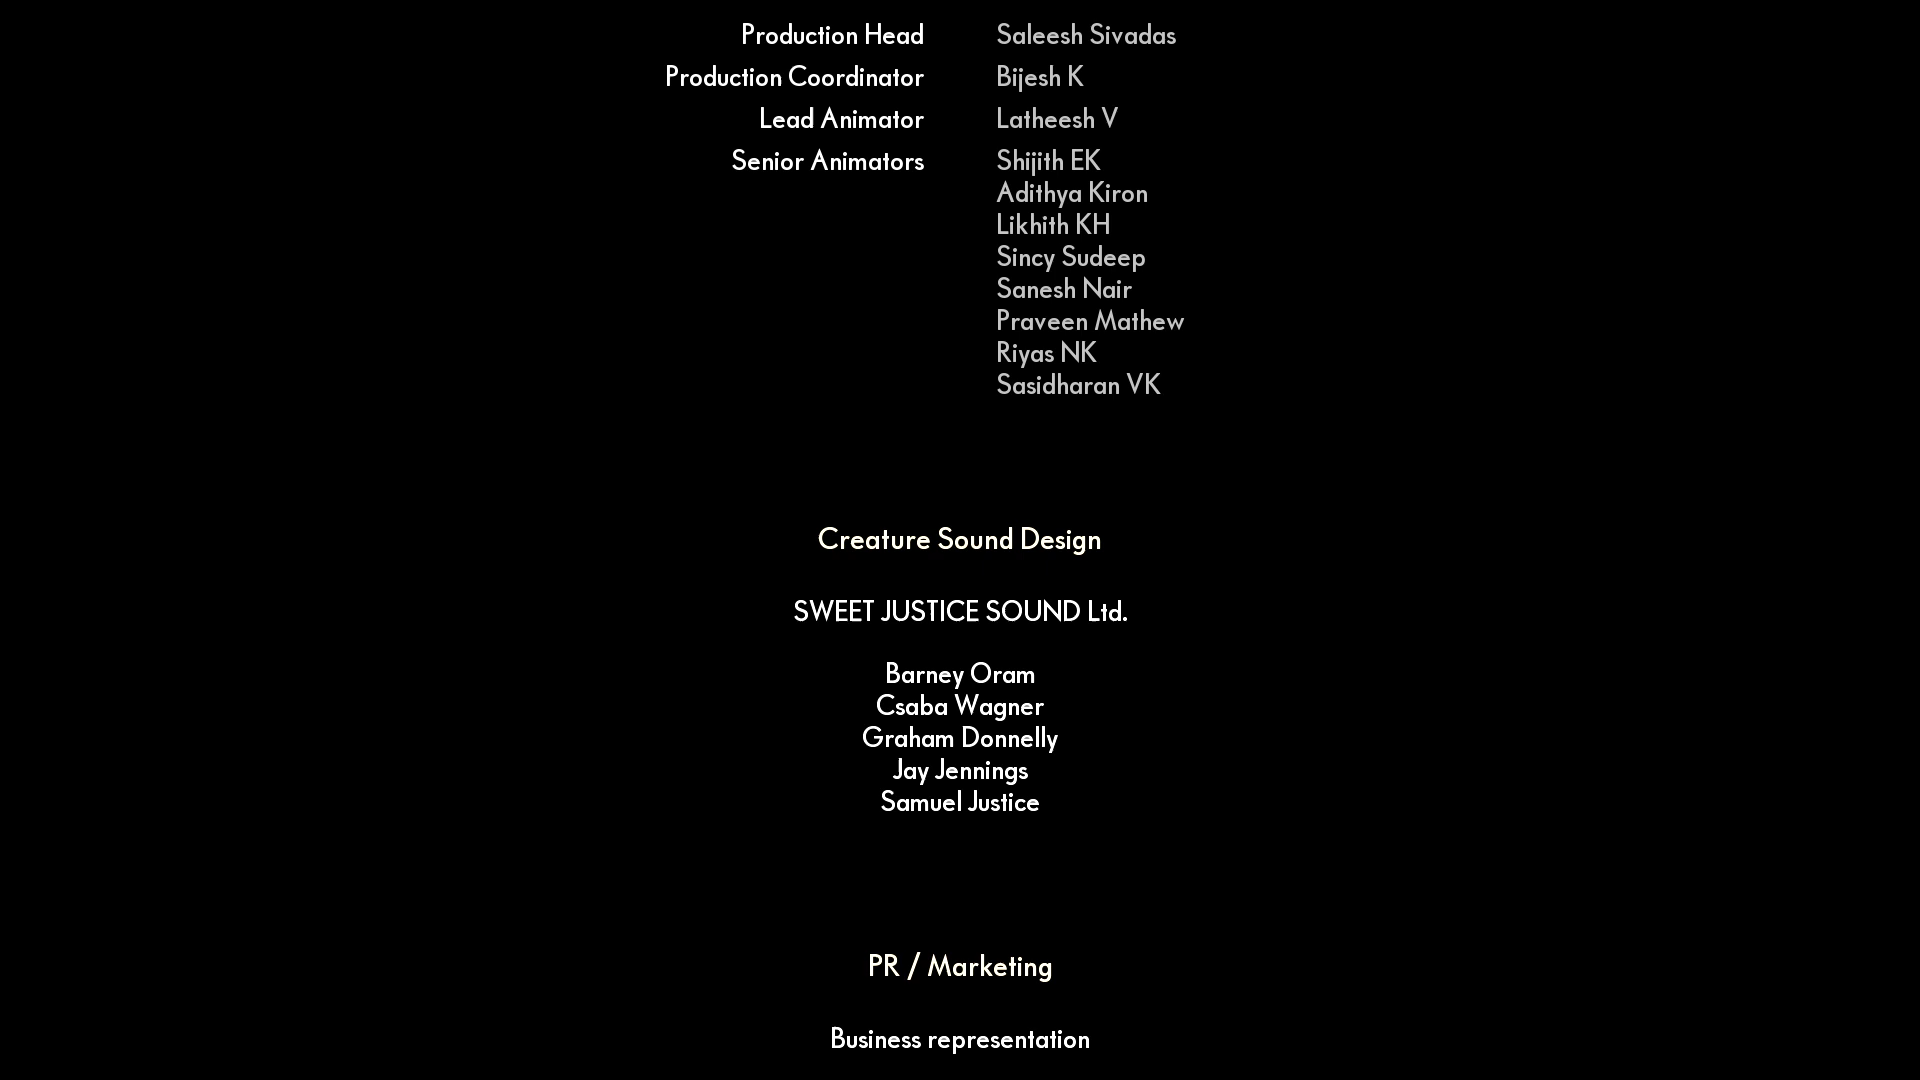 Production Head Saleesh Sivadas
Production Coordinator Bijesh K
Lead Animator Latheesh V
Senior Animators Shijith EK
Adithya Kiron
Likhith KH
Sincy Sudeep
Sanesh Nair
Praveen Mathew
Riyas NK
Sasidharan VK
Creature Sound Design
SWEET JUSTICE SOUND Ltd.
Barney Oram
Csaba Wagner
Graham Donnelly
Jay Jennings
Samuel Justice
PR / Marketing
Business representation